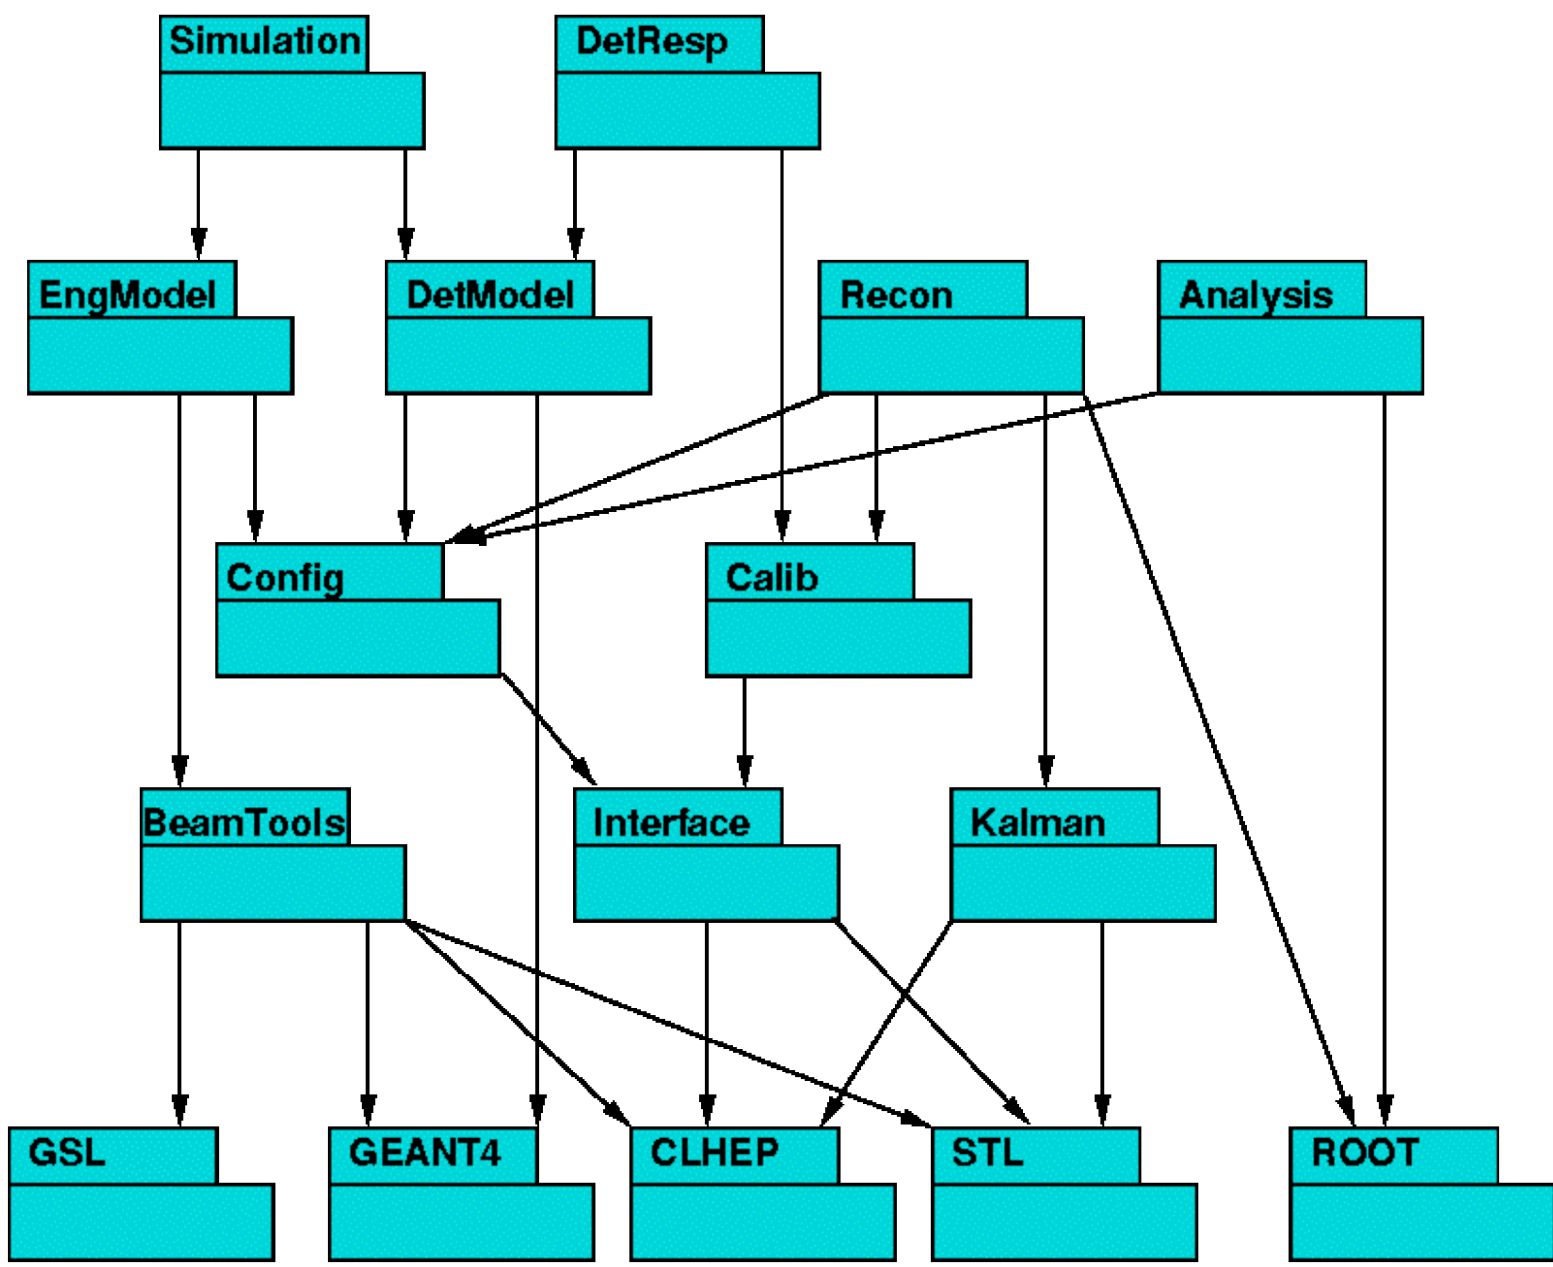 Simulation
DetResp
EngModel
DetModel
Recon
Analysis
Config
Calib
BeamTools
Interface
Kalman
GSL
GEANT4
CLHEP
STL
ROOT